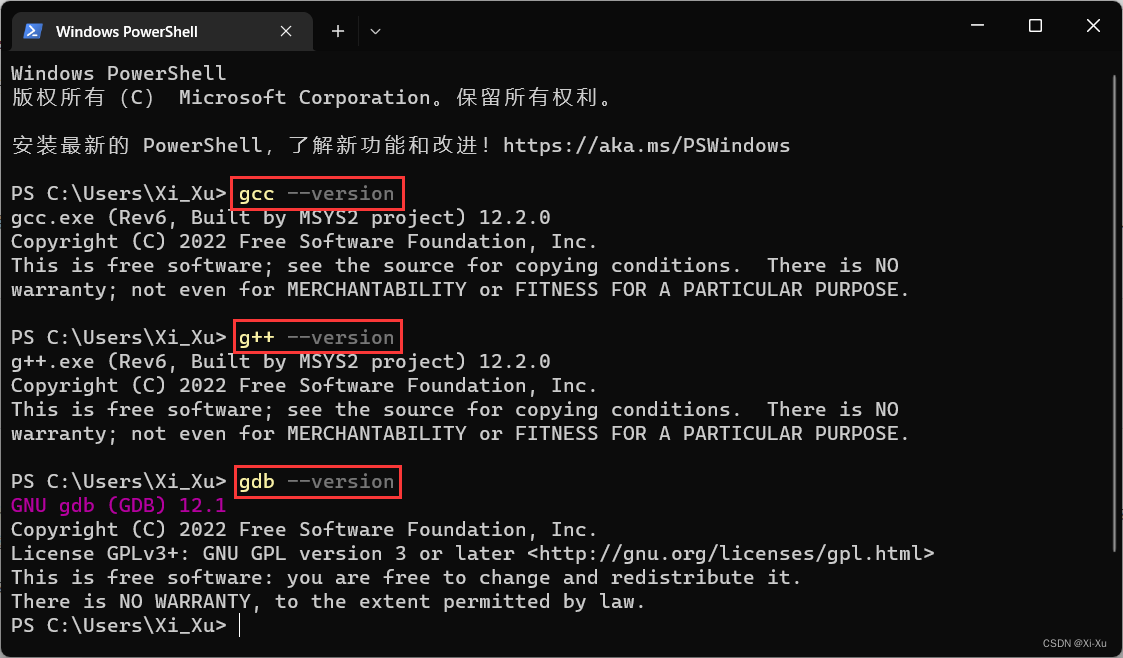 Windows PowerShell
Windows PowerShell
版权所有（C） Microsoft Corporation。保留所有权利。
安装最新的 PowerShell，了解新功能和改进！https://aka.ms/PSWindows
PS C:\Users\Xi_Xu> gcc --version
gcc.exe (Rev6, Built by MSYS2 project) 12.2.0
Copyright (C) 2022 Free Software Foundation, Inc.
This is free software; see the source for copying conditions.  There is NO
warranty; not even for MERCHANTABILITY or FITNESS FOR A PARTICULAR PURPOSE.
PS C:\Users\Xi_Xu> g++ --version
g++.exe (Rev6, Built by MSYS2 project) 12.2.0
Copyright (C) 2022 Free Software Foundation, Inc.
This is free software; see the source for copying conditions.  There is NO
warranty; not even for MERCHANTABILITY or FITNESS FOR A PARTICULAR PURPOSE.
PS C:\Users\Xi_Xu> gdb --version
GNU gdb (GDB) 12.1
Copyright (C) 2022 Free Software Foundation, Inc.
License GPLv3+: GNU GPL version 3 or later <http://gnu.org/licenses/gpl.html>
This is free software: you are free to change and redistribute it.
There is NO WARRANTY, to the extent permitted by law.
PS C:\Users\Xi_Xu>
CSDN @Xi-Xu